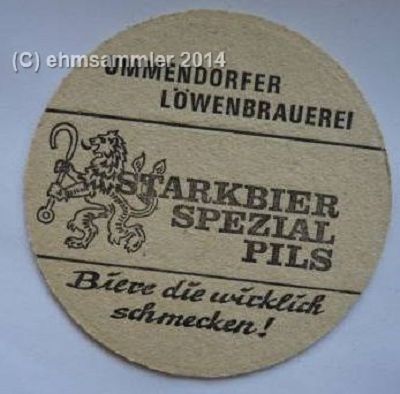 (C) ehmsammler 2014
UMMENDORFER
LÖWENBRAUEREI
STARKBIER
SPEZIAL
PILS
Biere die wirklich
schmecken!